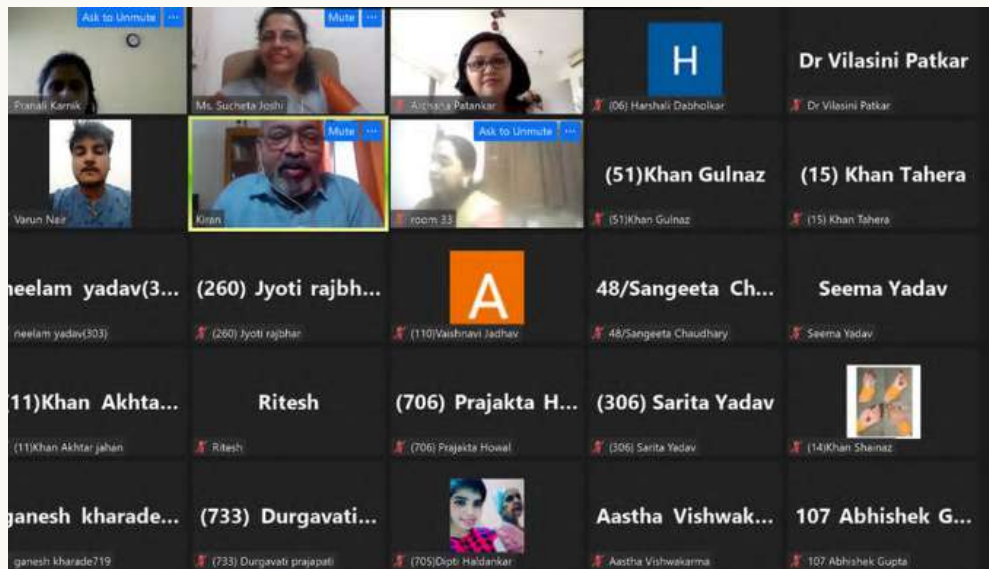 Ask to Unmute ...
Mute ...
H
Dr Vilasini Patkar
Pranali Karnik
Ms. Sucheta Joshi
Archana Patankar
(06) Harshali Dabholkar
Dr Vilasini Patkar
Mute ...
Ask to Unmute ...
(51)Khan Gulnaz
(15) Khan Tahera
Varun Nair
Kiran
room 33
(51)Khan Gulnaz
(15) Khan Tahera
neelam yadav(3...
(260) Jyoti rajbh...
A
48/Sangeeta Ch...
Seema Yadav
neelam yadav(303)
(260) Jyoti rajbhar
(110)Vaishnavi Jadhav
48/Sangeeta Chaudhary
Seema Yadav
(11)Khan Akhta...
Ritesh
(706) Prajakta H...
(306) Sarita Yadav
(11)Khan Akhtar jahan
Ritesh
(706) Prajakta Howal
(306) Sarita Yadav
(14)Khan Shainaz
ganesh kharade...
(733) Durgavati...
Aastha Vishwak...
107 Abhishek G...
ganesh kharade719
(733) Durgavati prajapati
(705)Dipti Haldankar
Aastha Vishwakarma
107 Abhishek Gupta